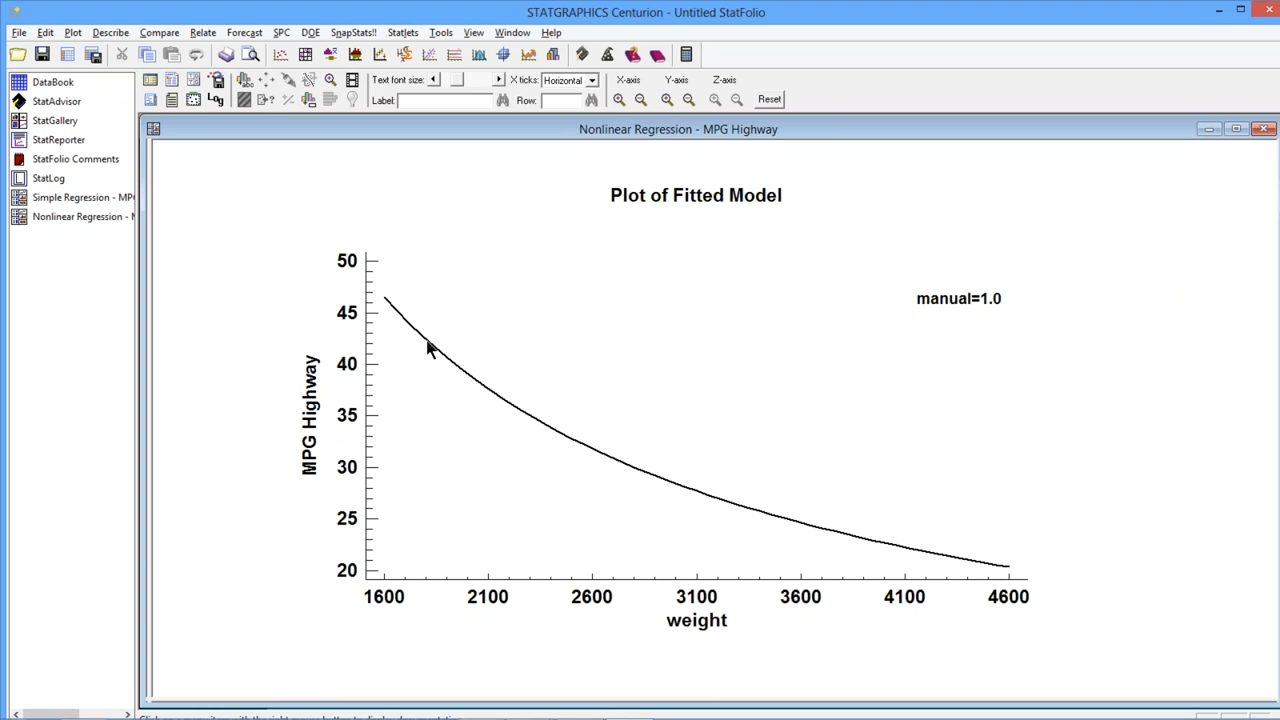 STATGRAPHICS Centurion - Untitled StatFolio
File Edit Plot Describe Compare Relate Forecast SPC DOE SnapStats!! StatLets Tools View Window Help
Text font size: X ticks: Horizontal X-axis Y-axis Z-axis
Log Label: Row: Reset
DataBook
StatAdvisor
StatGallery
StatReporter
StatFolio Comments
StatLog
Simple Regression - MP
Nonlinear Regression -
Nonlinear Regression - MPG Highway
Plot of Fitted Model
manual=1.0
50
45
40
35
30
25
20
MPG Highway
1600 2100 2600 3100 3600 4100 4600
weight